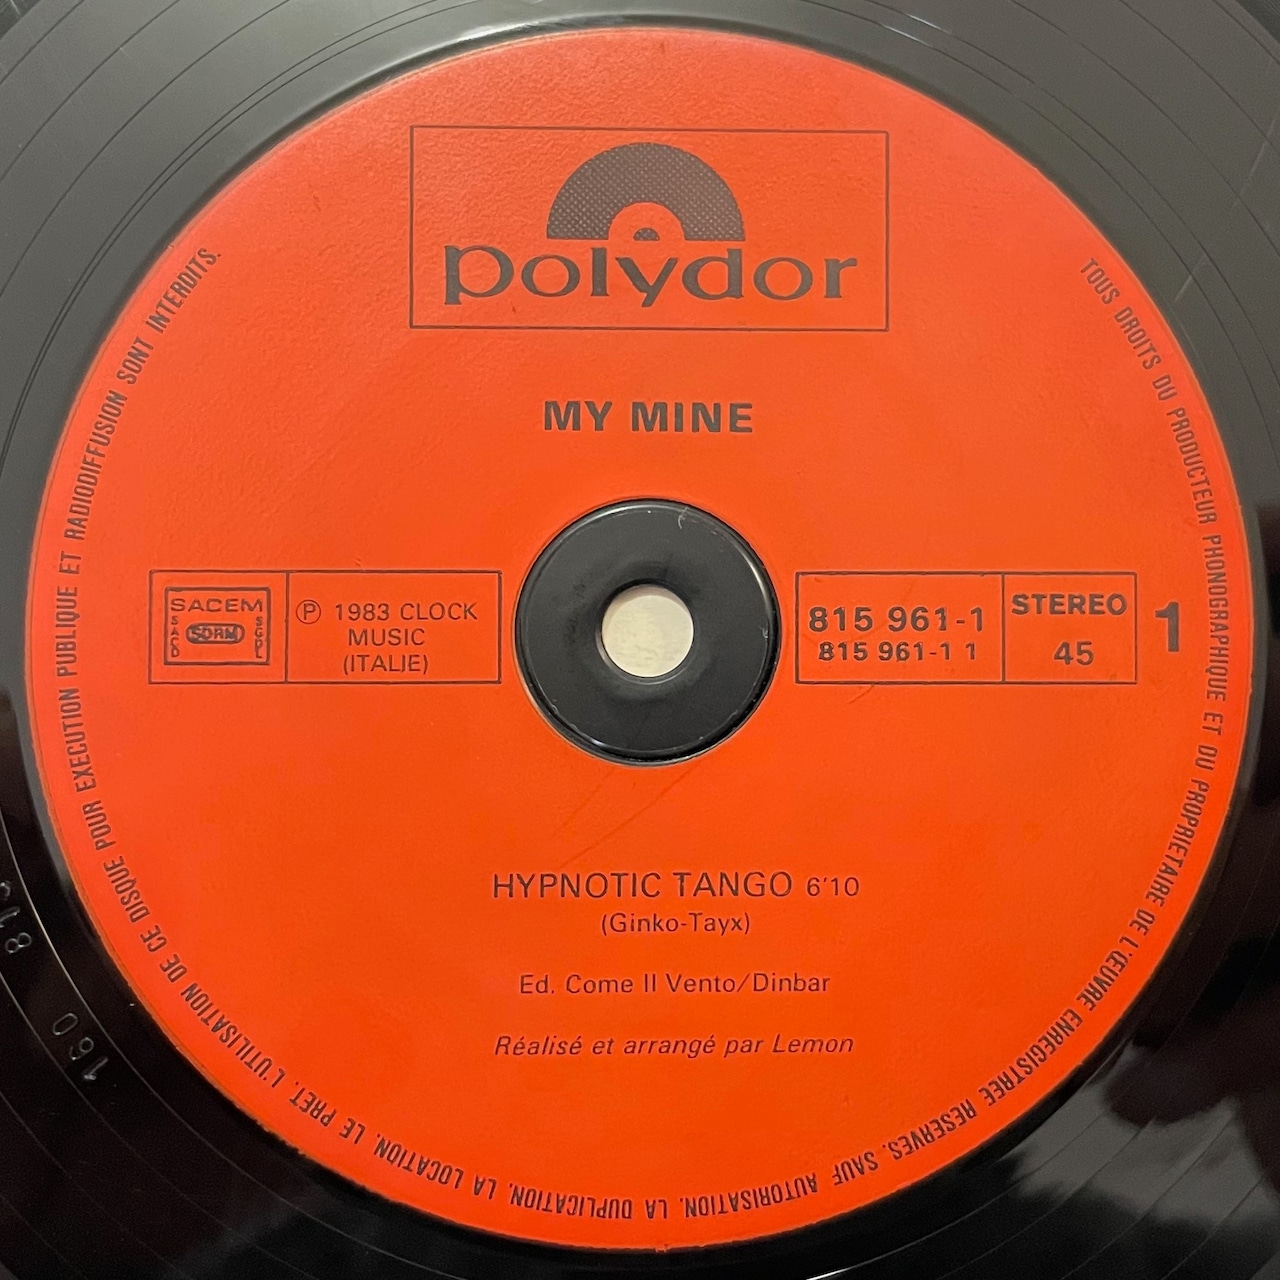 polydor
MY MINE
SACEM
SACD
SDRM
SGDL
Ⓟ 1983 CLOCK
MUSIC
(ITALIE)
815 961-1
815 961-1 1
STEREO
45
1
HYPNOTIC TANGO 6'10
(Ginko-Tayx)
Ed. Come Il Vento/Dinbar
Réalisé et arrangé par Lemon
TOUS DROITS DU PRODUCTEUR PHONOGRAPHIQUE ET DU PROPRIETAIRE DE L'ŒUVRE ENREGISTREE RESERVES. SAUF AUTORISATION, LA DUPLICATION, LA LOCATION, LE PRET, L'UTILISATION DE CE DISQUE POUR EXECUTION PUBLIQUE ET RADIODIFFUSION SONT INTERDITS.
160